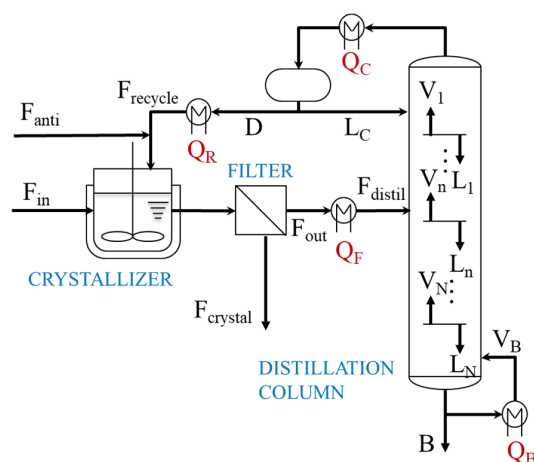 Q_C
V_1
F_recycle
F_anti
D
L_C
Q_R
FILTER
L_1
V_n
F_distil
F_in
F_out
Q_F
L_n
CRYSTALLIZER
V_N
F_crystal
V_B
DISTILLATION
COLUMN
L_N
B